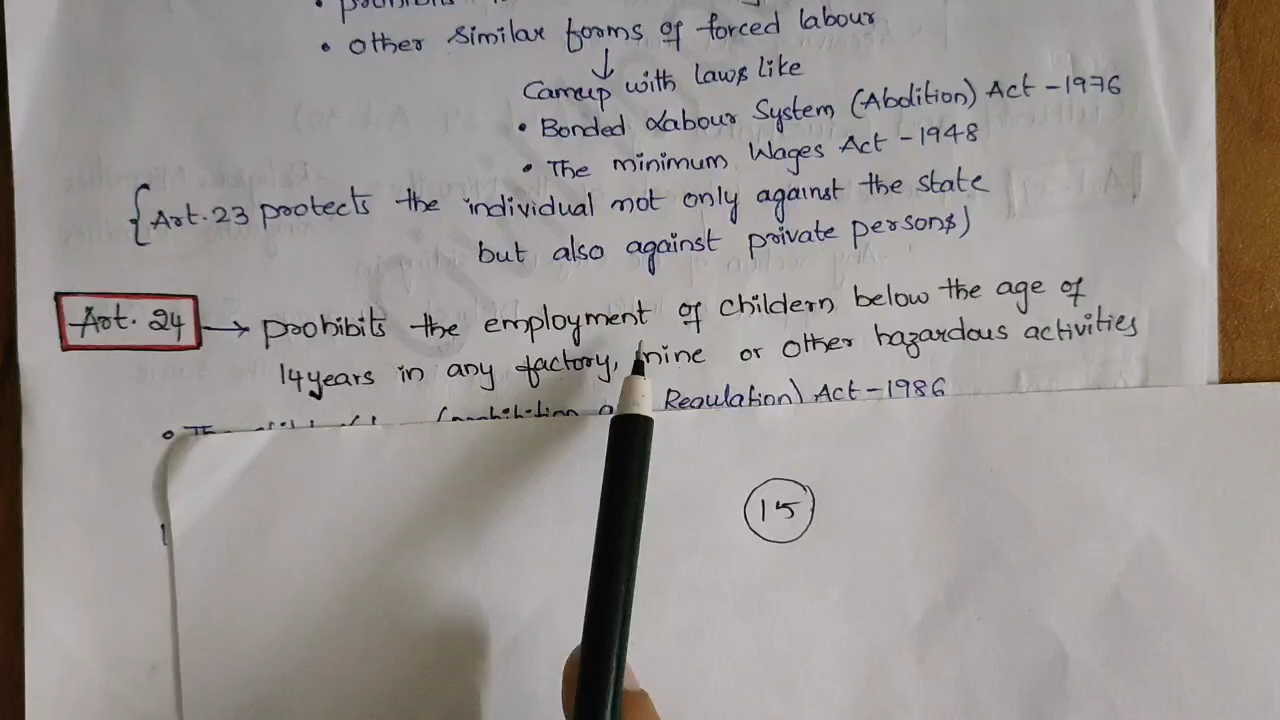 • Other similar forms of forced labour
↓
Cameup with laws like
• Bonded Labour System (Abolition) Act - 1976
• The minimum Wages Act - 1948
{Art. 23 protects the individual not only against the state
but also against private persons)
Art. 24 → prohibits the employment of childern below the age of
14 years in any factory, mine or other hazardous activities
Regulation) Act - 1986
15